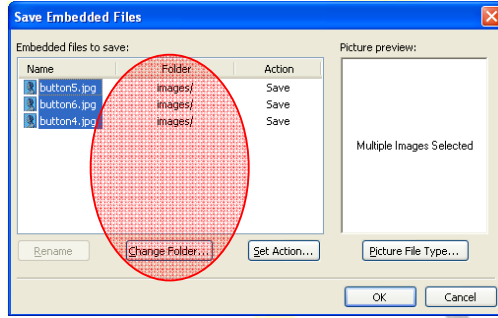 Save Embedded Files
Embedded files to save:
Picture preview:
Name Folder Action
button5.jpg images/ Save
button6.jpg images/ Save
button4.jpg images/ Save
Multiple Images Selected
Rename Change Folder... Set Action... Picture File Type...
OK Cancel